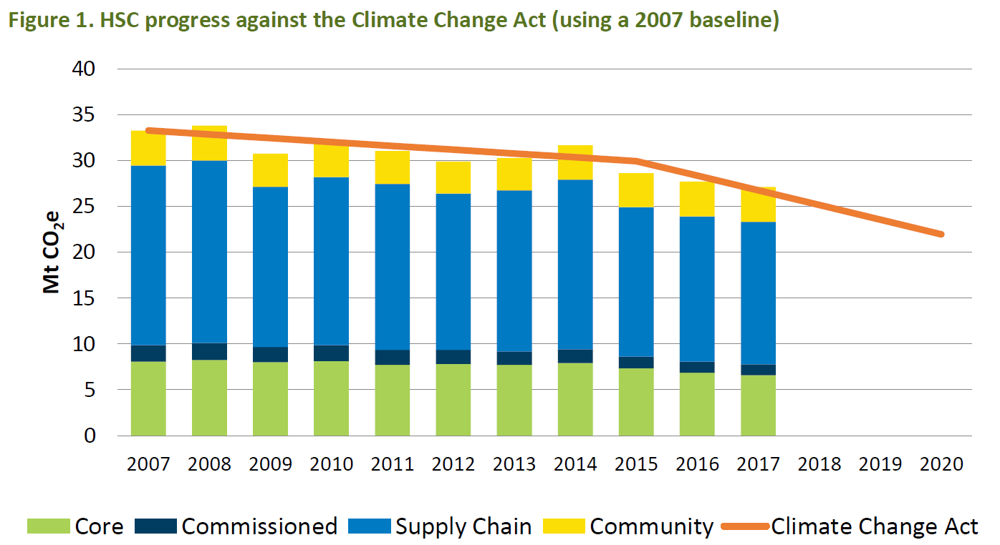 Figure 1. HSC progress against the Climate Change Act (using a 2007 baseline)
40
35
30
25
20
15
10
5
0
Mt CO₂e
2007 2008 2009 2010 2011 2012 2013 2014 2015 2016 2017 2018 2019 2020
Core Commissioned Supply Chain Community Climate Change Act